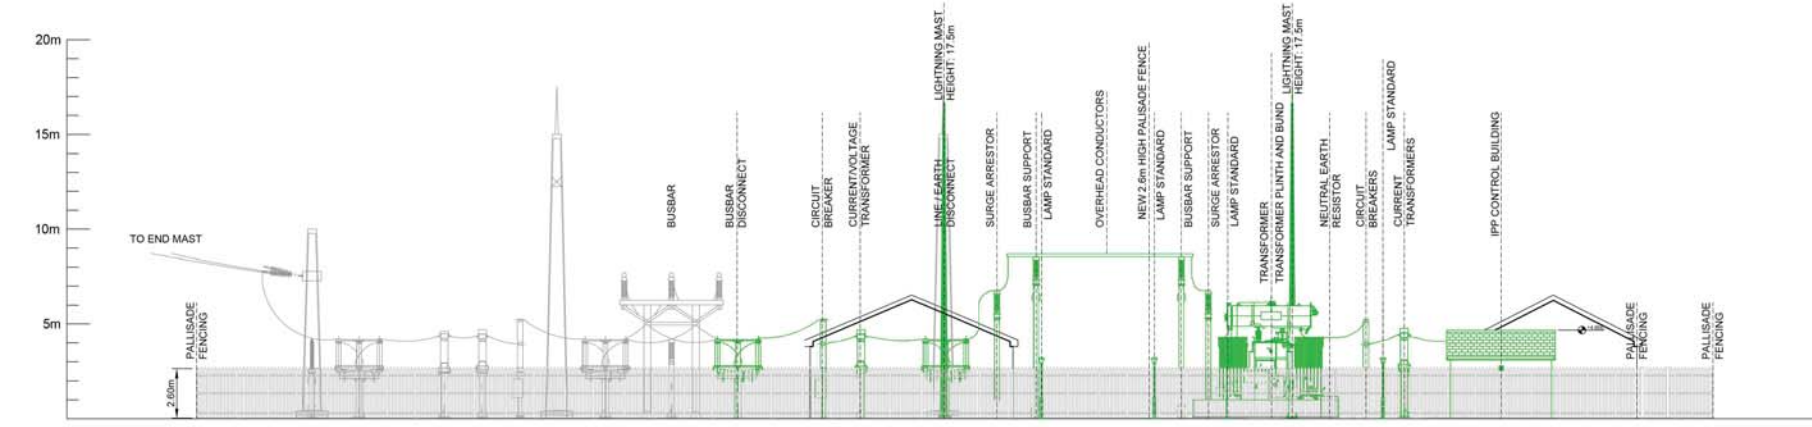 20m
15m
10m
5m
TO END MAST
2.60m
PALLISADE
FENCING
BUSBAR
BUSBAR
DISCONNECT
CIRCUIT
BREAKER
CURRENT/VOLTAGE
TRANSFORMER
LIGHTNING MAST
HEIGHT: 17.5m
LINE / EARTH
DISCONNECT
SURGE ARRESTOR
BUSBAR SUPPORT
LAMP STANDARD
OVERHEAD CONDUCTORS
NEW 2.6m HIGH PALISADE FENCE
LAMP STANDARD
BUSBAR SUPPORT
SURGE ARRESTOR
LAMP STANDARD
TRANSFORMER
TRANSFORMER PLINTH AND BUND
LIGHTNING MAST
HEIGHT: 17.5m
NEUTRAL EARTH
RESISTOR
CIRCUIT
BREAKERS
LAMP STANDARD
CURRENT
TRANSFORMERS
IPP CONTROL BUILDING
PALLISADE
FENCING
PALLISADE
FENCING